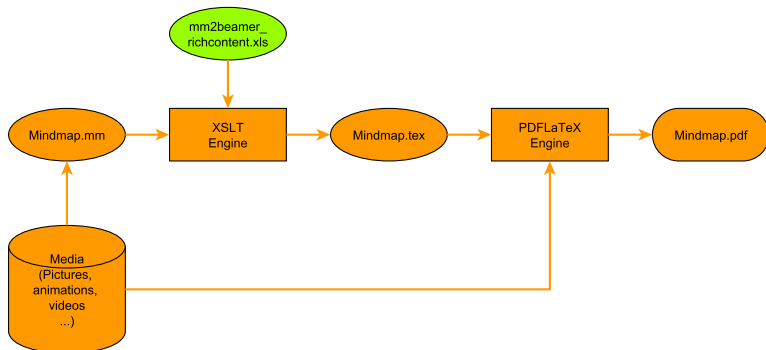 mm2beamer_
richcontent.xls
Mindmap.mm
XSLT
Engine
Mindmap.tex
PDFLaTeX
Engine
Mindmap.pdf
Media
(Pictures,
animations,
videos
...)